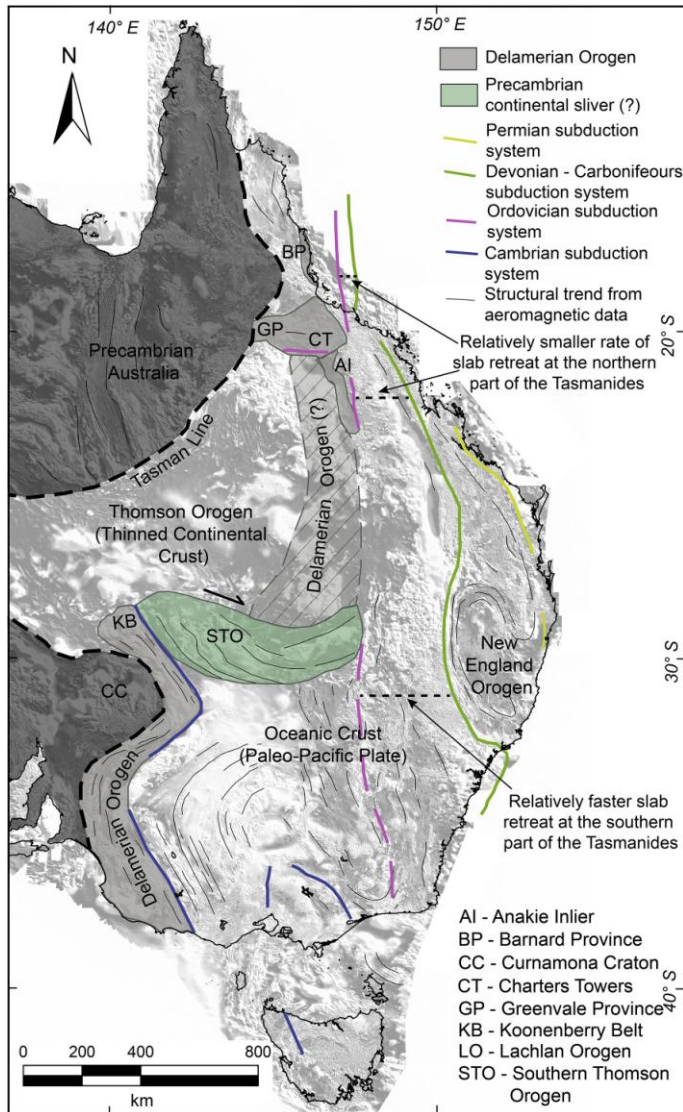 140° E
150° E
N
Delamerian Orogen
Precambrian
continental sliver (?)
Permian subduction
system
Devonian - Carbonifeours
subduction system
Ordovician subduction
system
Cambrian subduction
system
Structural trend from
aeromagnetic data
BP
GP
CT
AI
20° S
Relatively smaller rate of
slab retreat at the northern
part of the Tasmanides
Precambrian
Australia
Tasman Line
Delamerian Orogen (?)
Thomson Orogen
(Thinned Continental
Crust)
KB
STO
New
England
Orogen
30° S
CC
Oceanic Crust
(Paleo-Pacific Plate)
Delamerian Orogen
Relatively faster slab
retreat at the southern
part of the Tasmanides
AI - Anakie Inlier
BP - Barnard Province
CC - Curnamona Craton
CT - Charters Towers
GP - Greenvale Province
KB - Koonenberry Belt
LO - Lachlan Orogen
STO - Southern Thomson
Orogen
40° S
0 200 400 800
km